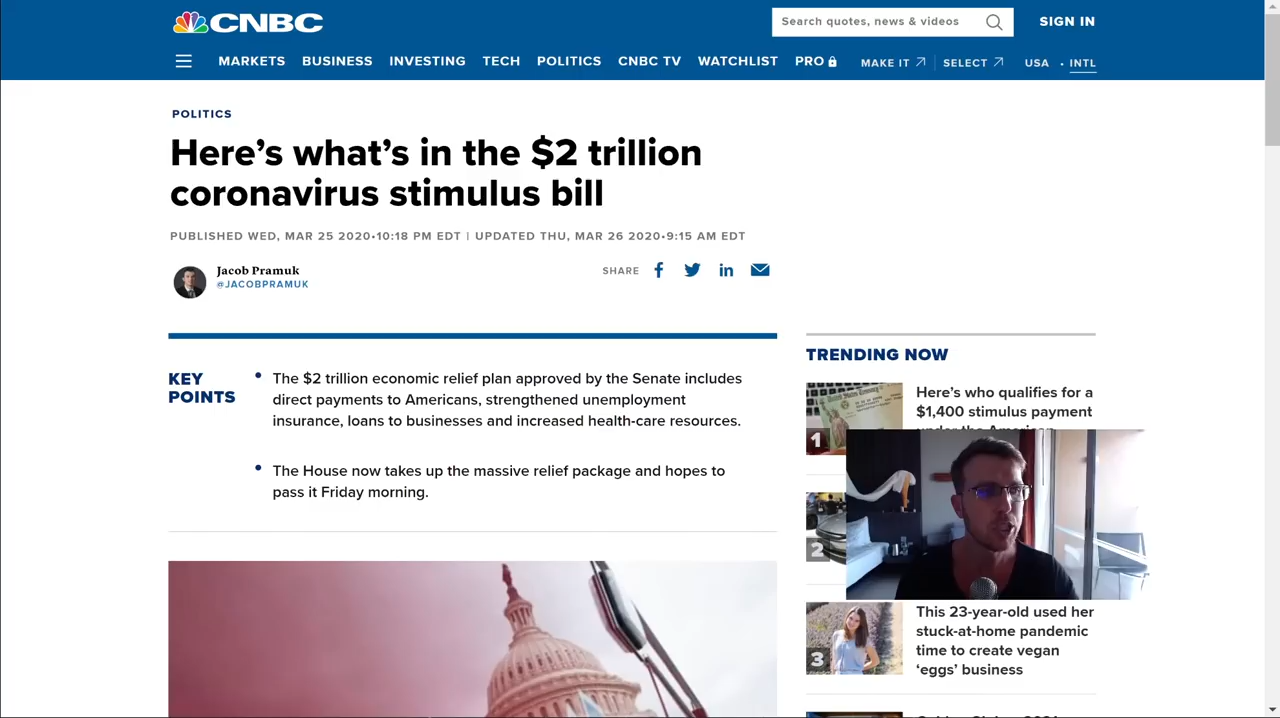 CNBC
Search quotes, news & videos
SIGN IN
MARKETS BUSINESS INVESTING TECH POLITICS CNBC TV WATCHLIST PRO MAKE IT SELECT USA • INTL
POLITICS
Here's what's in the $2 trillion
coronavirus stimulus bill
PUBLISHED WED, MAR 25 2020•10:18 PM EDT | UPDATED THU, MAR 26 2020•9:15 AM EDT
Jacob Pramuk
@JACOBPRAMUK
SHARE
KEY
POINTS
• The $2 trillion economic relief plan approved by the Senate includes
direct payments to Americans, strengthened unemployment
insurance, loans to businesses and increased health-care resources.
• The House now takes up the massive relief package and hopes to
pass it Friday morning.
TRENDING NOW
1
Here's who qualifies for a
$1,400 stimulus payment
under the American
2
3
This 23-year-old used her
stuck-at-home pandemic
time to create vegan
'eggs' business